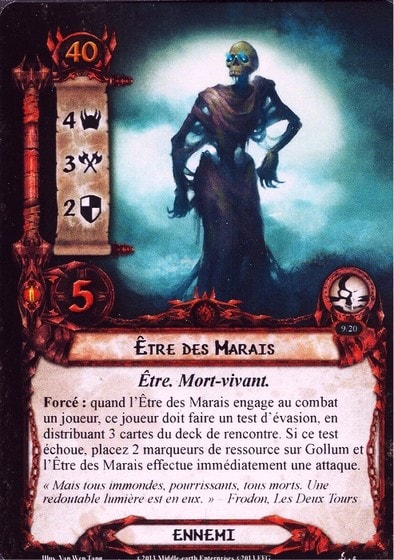 40
4
3
2
5
9/20
ÊTRE DES MARAIS
Être. Mort-vivant.
Forcé : quand l'Être des Marais engage au combat
un joueur, ce joueur doit faire un test d'évasion, en
distribuant 3 cartes du deck de rencontre. Si ce test
échoue, placez 2 marqueurs de ressource sur Gollum et
l'Être des Marais effectue immédiatement une attaque.
« Mais tous immondes, pourrissants, tous morts. Une
redoutable lumière est en eux. » – Frodon, Les Deux Tours
ENNEMI
Illus. Yan Wen Tang ©2013 Middle-earth Enterprises ©2013 FFG